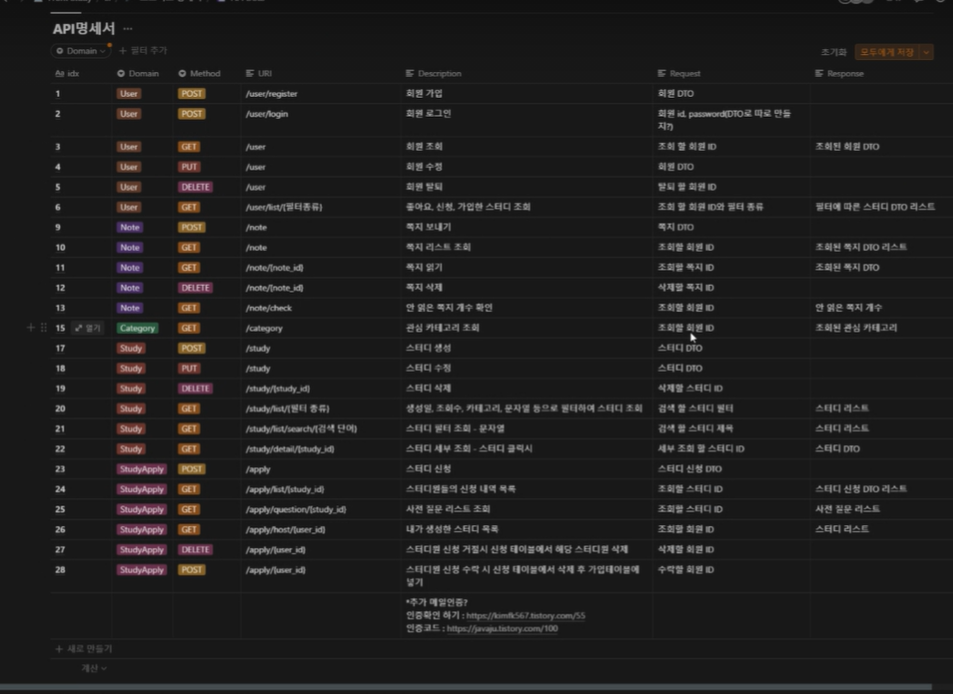 API명세서 ...
Domain + 필터 추가 초기화 모두에게 저장
idx Domain Method URI Description Request Response
1 User POST /user/register 회원 가입 회원 DTO
2 User POST /user/login 회원 로그인 회원 id, password(DTO로 따로 만들
지?)
3 User GET /user 회원 조회 조회 할 회원 ID 조회된 회원 DTO
4 User PUT /user 회원 수정 회원 DTO
5 User DELETE /user 회원 탈퇴 탈퇴 할 회원 ID
6 User GET /user/list/{필터종류} 좋아요, 신청, 가입한 스터디 조회 조회 할 회원 ID와 필터 종류 필터에 따른 스터디 DTO 리스트
9 Note POST /note 쪽지 보내기 쪽지 DTO
10 Note GET /note 쪽지 리스트 조회 조회할 회원 ID 조회된 쪽지 DTO 리스트
11 Note GET /note/{note_id} 쪽지 읽기 조회할 쪽지 ID 조회된 쪽지 DTO
12 Note DELETE /note/{note_id} 쪽지 삭제 삭제할 쪽지 ID
13 Note GET /note/check 안 읽은 쪽지 개수 확인 조회할 회원 ID 안 읽은 쪽지 개수
15 열기 Category GET /category 관심 카테고리 조회 조회할 회원 ID 조회된 관심 카테고리
17 Study POST /study 스터디 생성 스터디 DTO
18 Study PUT /study 스터디 수정 스터디 DTO
19 Study DELETE /study/{study_id} 스터디 삭제 삭제할 스터디 ID
20 Study GET /study/list/{필터 종류} 생성일, 조회수, 카테고리, 문자열 등으로 필터하여 스터디 조회 검색 할 스터디 필터 스터디 리스트
21 Study GET /study/list/search/{검색 단어} 스터디 필터 조회 - 문자열 검색 할 스터디 제목 스터디 리스트
22 Study GET /study/detail/{study_id} 스터디 세부 조회 - 스터디 클릭시 세부 조회 할 스터디 ID 스터디 DTO
23 StudyApply POST /apply 스터디 신청 스터디 신청 DTO
24 StudyApply GET /apply/list/{study_id} 스터디원들의 신청 내역 목록 조회할 스터디 ID 스터디 신청 DTO 리스트
25 StudyApply GET /apply/question/{study_id} 사전 질문 리스트 조회 조회할 스터디 ID 사전 질문 리스트
26 StudyApply GET /apply/host/{user_id} 내가 생성한 스터디 목록 조회할 회원 ID 스터디 리스트
27 StudyApply DELETE /apply/{user_id} 스터디원 신청 거절시 신청 테이블에서 해당 스터디원 삭제 삭제할 회원 ID
28 StudyApply POST /apply/{user_id} 스터디원 신청 수락 시 신청 테이블에서 삭제 후 가입테이블에 수락할 회원 ID
넣기
*추가 메일인증?
인증확인 하기 : https://kimfk567.tistory.com/55
인증코드 : https://javaju.tistory.com/100
+ 새로 만들기
계산